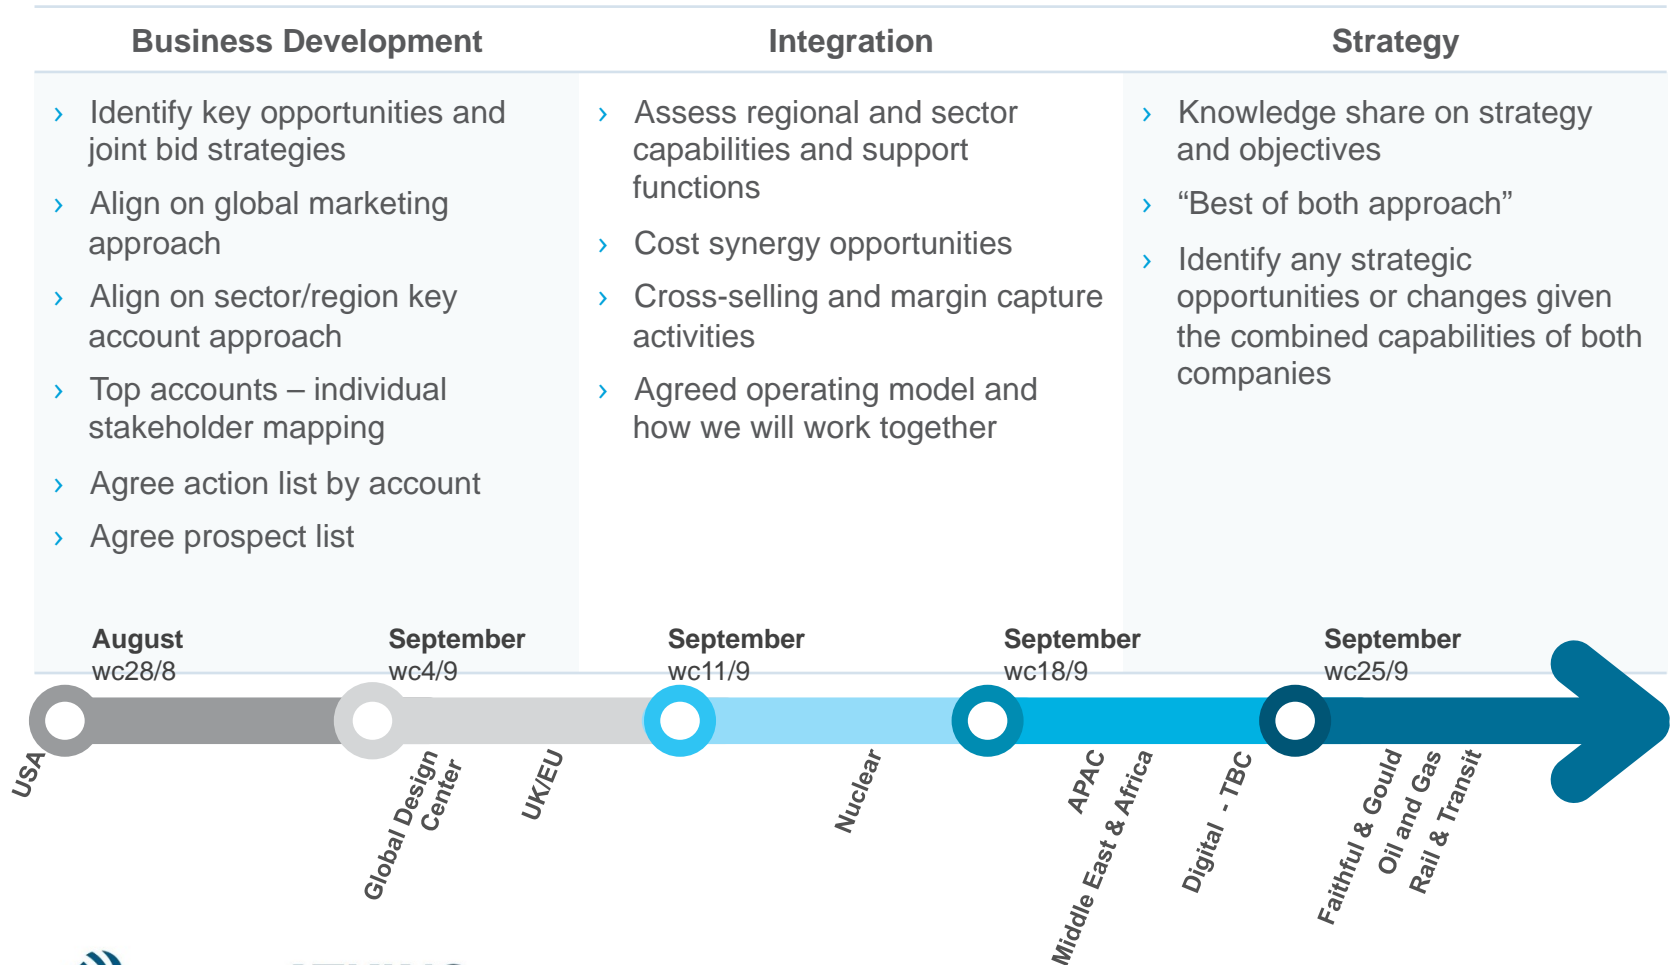 Business Development
Integration
Strategy
› Identify key opportunities and
joint bid strategies
› Align on global marketing
approach
› Align on sector/region key
account approach
› Top accounts – individual
stakeholder mapping
› Agree action list by account
› Agree prospect list
› Assess regional and sector
capabilities and support
functions
› Cost synergy opportunities
› Cross-selling and margin capture
activities
› Agreed operating model and
how we will work together
› Knowledge share on strategy
and objectives
› “Best of both approach”
› Identify any strategic
opportunities or changes given
the combined capabilities of both
companies
August
wc28/8
September
wc4/9
September
wc11/9
September
wc18/9
September
wc25/9
USA
Global Design
Center
UK/EU
Nuclear
APAC
Middle East & Africa
Digital - TBC
Faithful & Gould
Oil and Gas
Rail & Transit